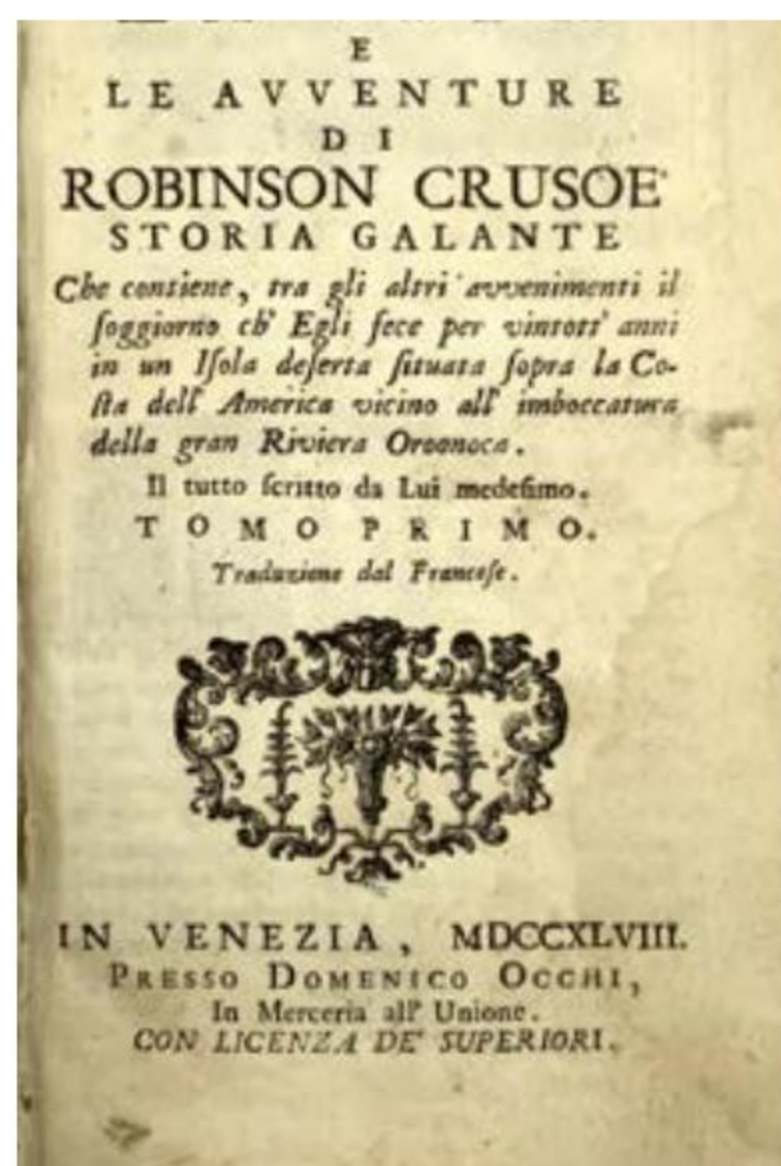 E
LE AVVENTURE
DI
ROBINSON CRUSOE'
STORIA GALANTE
Che contiene, tra gli altri avvenimenti il
ſoggiorno ch' Egli fece per vintott' anni
in un Iſola deſerta ſituata ſopra la Co-
ſta dell' America vicino all' imboccatura
della gran Riviera Oroonoca.
Il tutto ſcritto da Lui medeſimo.
TOMO PRIMO.
Traduzione dal Franceſe.
IN VENEZIA, MDCCXLVIII.
PRESSO DOMENICO OCCHI,
In Merceria all' Unione.
CON LICENZA DE' SUPERIORI.